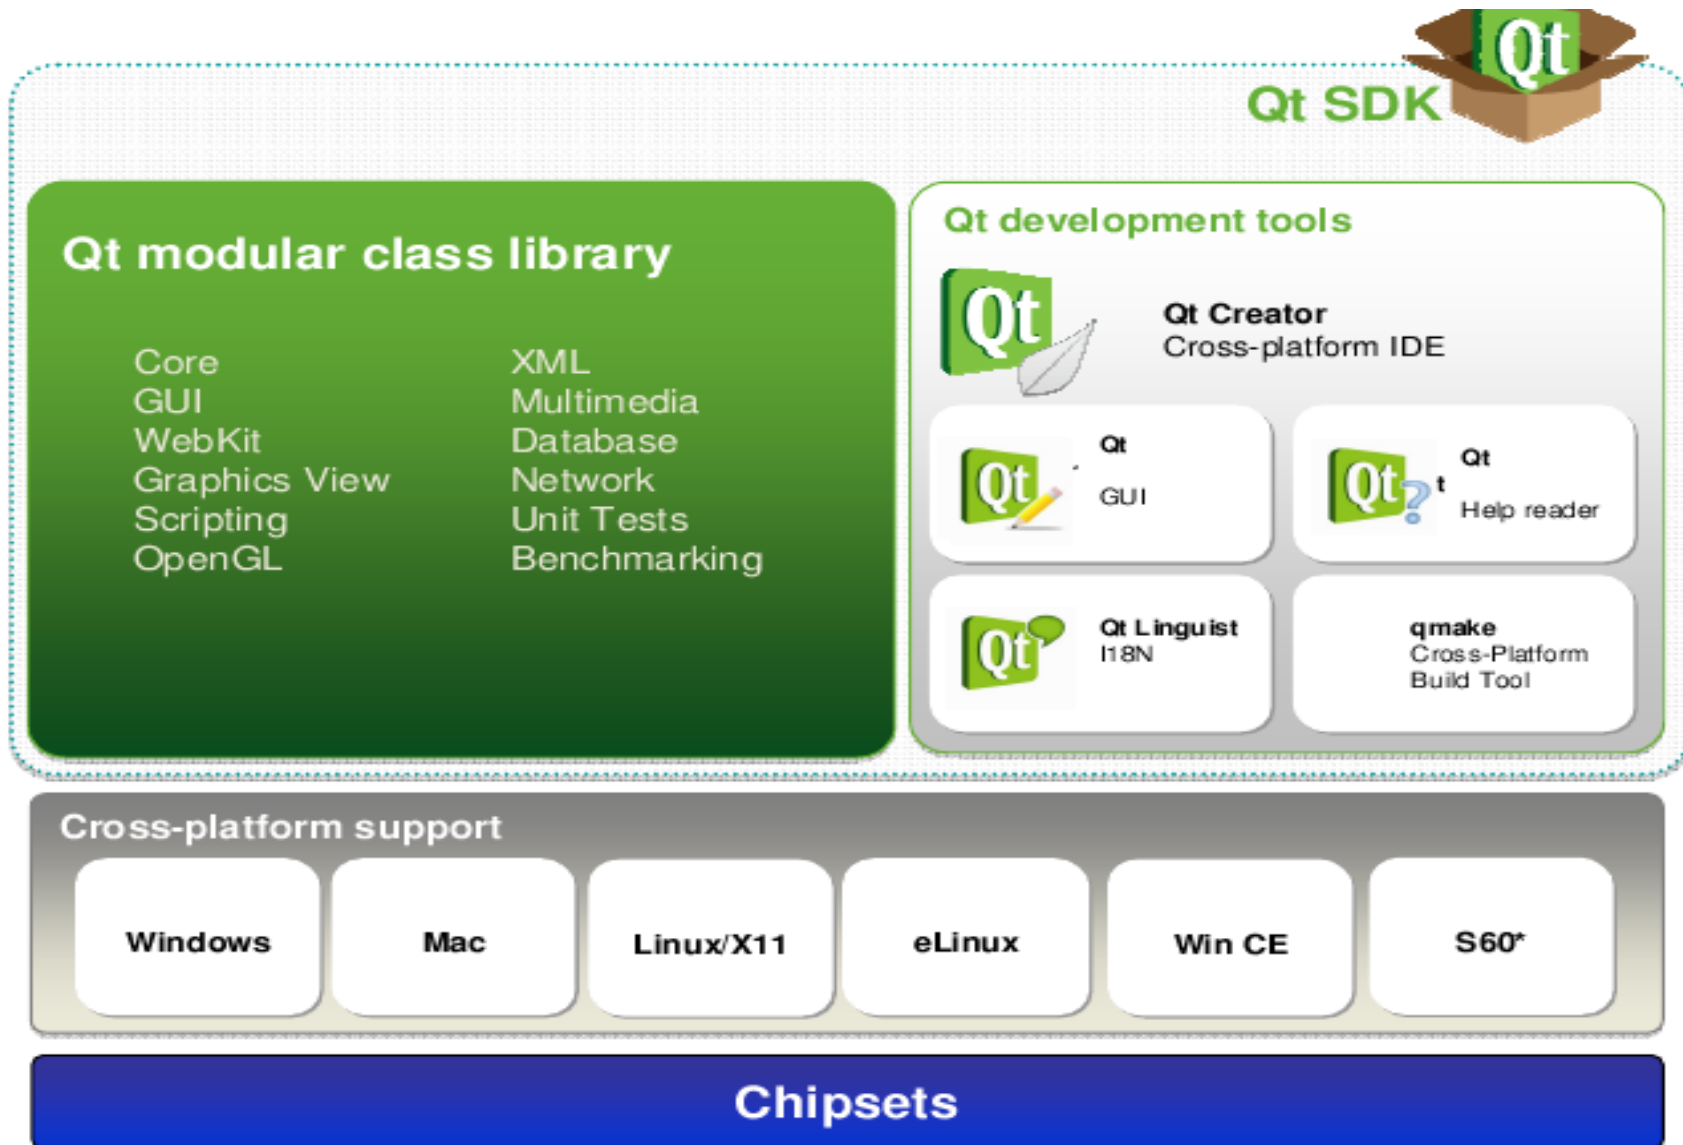 Qt
Qt SDK
Qt modular class library
Core
GUI
WebKit
Graphics View
Scripting
OpenGL
XML
Multimedia
Database
Network
Unit Tests
Benchmarking
Qt development tools
Qt
Qt Creator
Cross-platform IDE
Qt
Qt
GUI
Qt
Qt
t
Help reader
Qt
Qt Linguist
I18N
qmake
Cross-Platform
Build Tool
Cross-platform support
Windows
Mac
Linux/X11
eLinux
Win CE
S60*
Chipsets